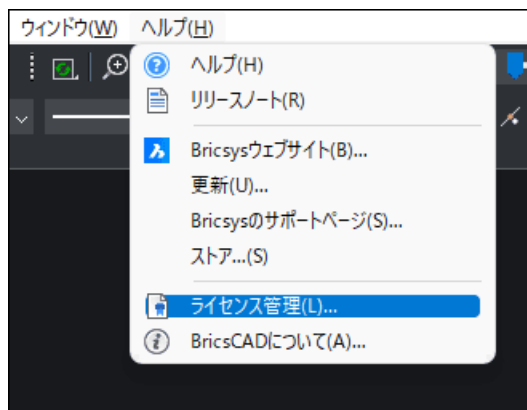 ウィンドウ(W) ヘルプ(H)
ヘルプ(H)
リリースノート(R)
Bricsysウェブサイト(B)...
更新(U)...
Bricsysのサポートページ(S)...
ストア...(S)
ライセンス管理(L)...
BricsCADについて(A)...